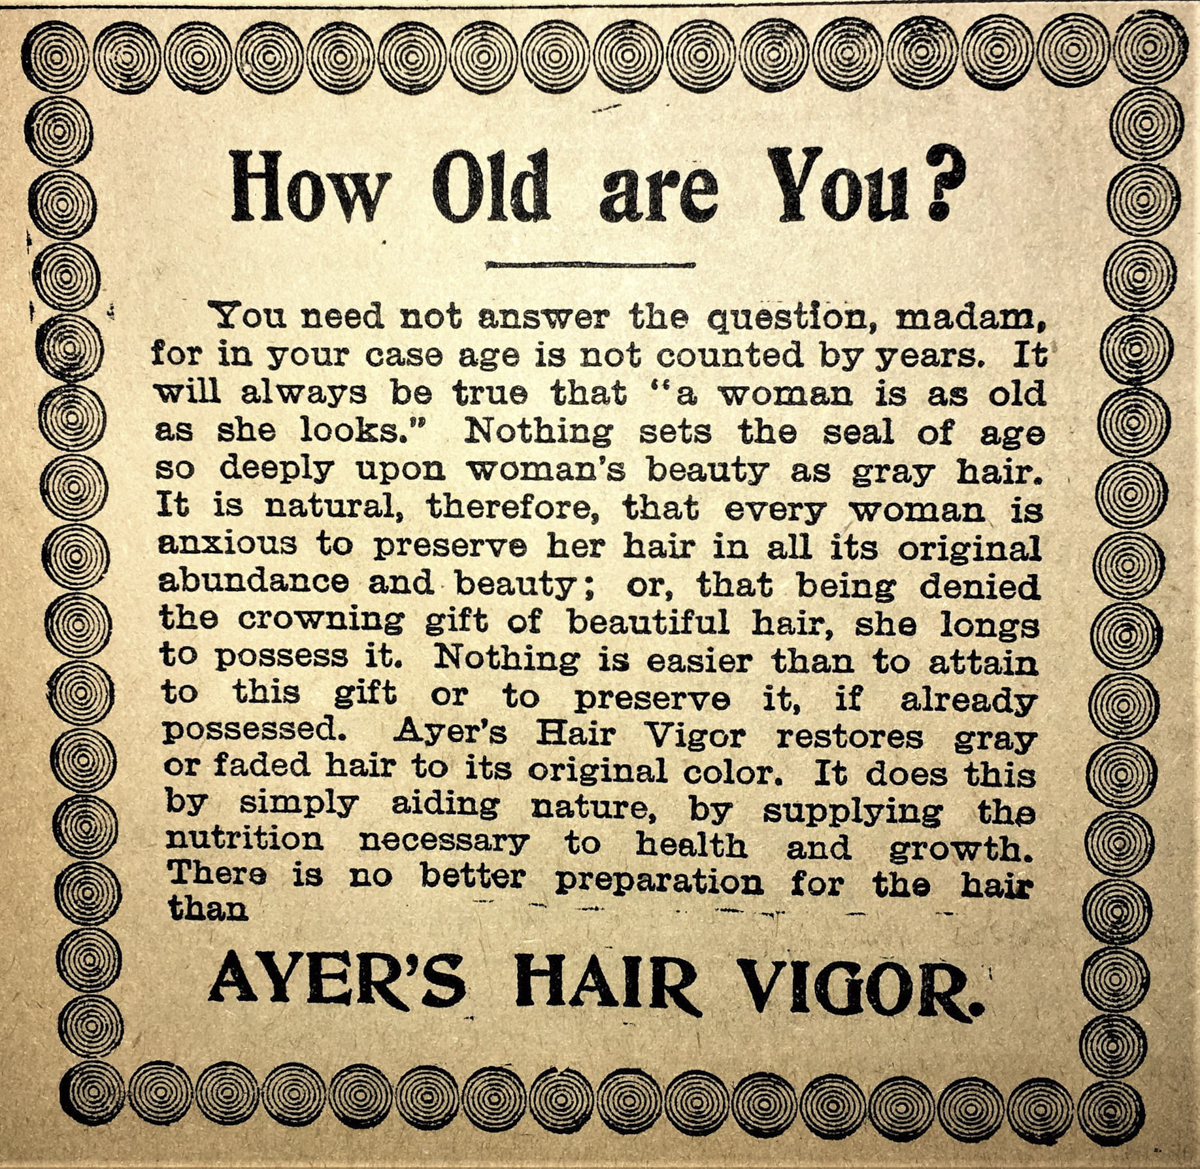 How Old are You?
You need not answer the question, madam,
for in your case age is not counted by years. It
will always be true that “a woman is as old
as she looks.” Nothing sets the seal of age
so deeply upon woman's beauty as gray hair.
It is natural, therefore, that every woman is
anxious to preserve her hair in all its original
abundance and beauty; or, that being denied
the crowning gift of beautiful hair, she longs
to possess it. Nothing is easier than to attain
to this gift or to preserve it, if already
possessed. Ayer's Hair Vigor restores gray
or faded hair to its original color. It does this
by simply aiding nature, by supplying the
nutrition necessary to health and growth.
There is no better preparation for the hair
than
AYER'S HAIR VIGOR.